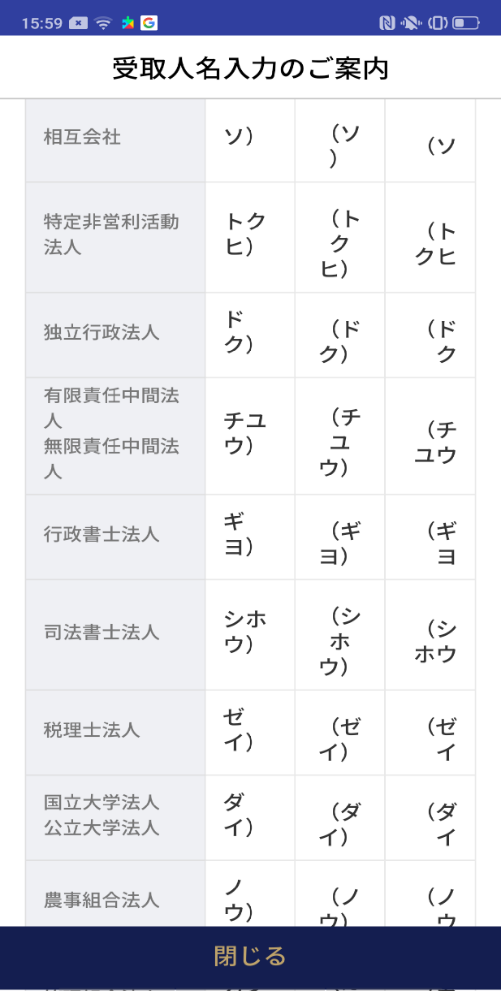 15:59
受取人名入力のご案内
相互会社
ソ）
（ソ
）
（ソ
特定非営利活動
法人
トク
ヒ）
（ト
ク
ヒ）
（ト
クヒ
独立行政法人
ド
ク）
（ド
ク）
（ド
ク
有限責任中間法
人
無限責任中間法
人
チユ
ウ）
（チ
ユ
ウ）
（チ
ユウ
行政書士法人
ギ
ヨ）
（ギ
ヨ）
（ギ
ヨ
司法書士法人
シホ
ウ）
（シ
ホ
ウ）
（シ
ホウ
税理士法人
ゼ
イ）
（ゼ
イ）
（ゼ
イ
国立大学法人
公立大学法人
ダ
イ）
（ダ
イ）
（ダ
イ
農事組合法人
ノ
ウ）
（ノ
ウ）
（ノ
ウ
閉じる